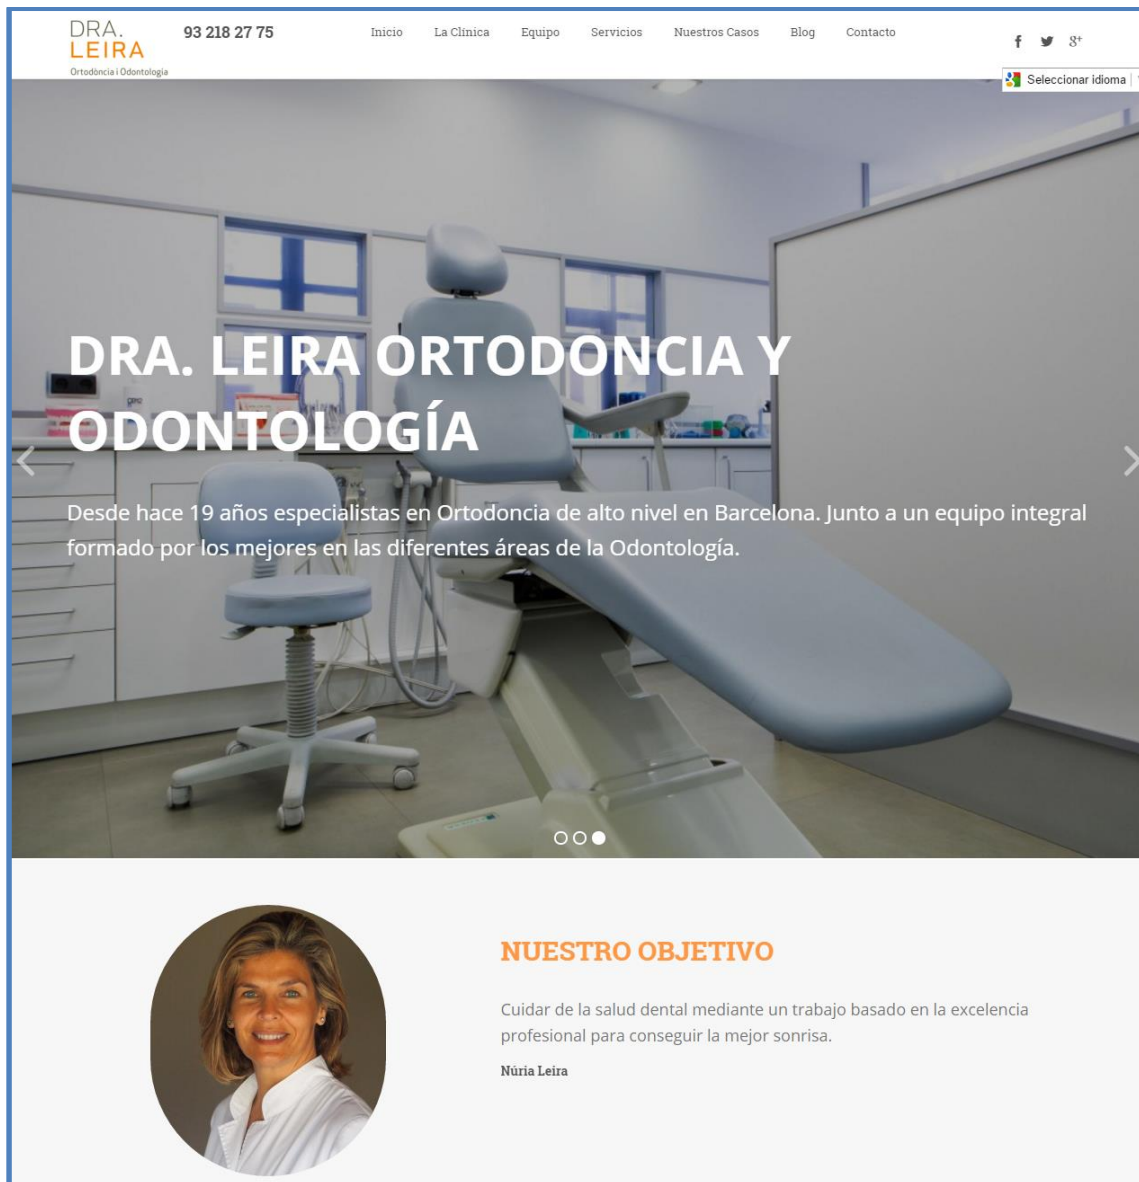 DRA.
LEIRA
Ortodòncia i Odontologia
93 218 27 75
Inicio
La Clínica
Equipo
Servicios
Nuestros Casos
Blog
Contacto
Seleccionar idioma
DRA. LEIRA ORTODONCIA Y
ODONTOLOGÍA
Desde hace 19 años especialistas en Ortodoncia de alto nivel en Barcelona. Junto a un equipo integral
formado por los mejores en las diferentes áreas de la Odontología.
NUESTRO OBJETIVO
Cuidar de la salud dental mediante un trabajo basado en la excelencia
profesional para conseguir la mejor sonrisa.
Núria Leira